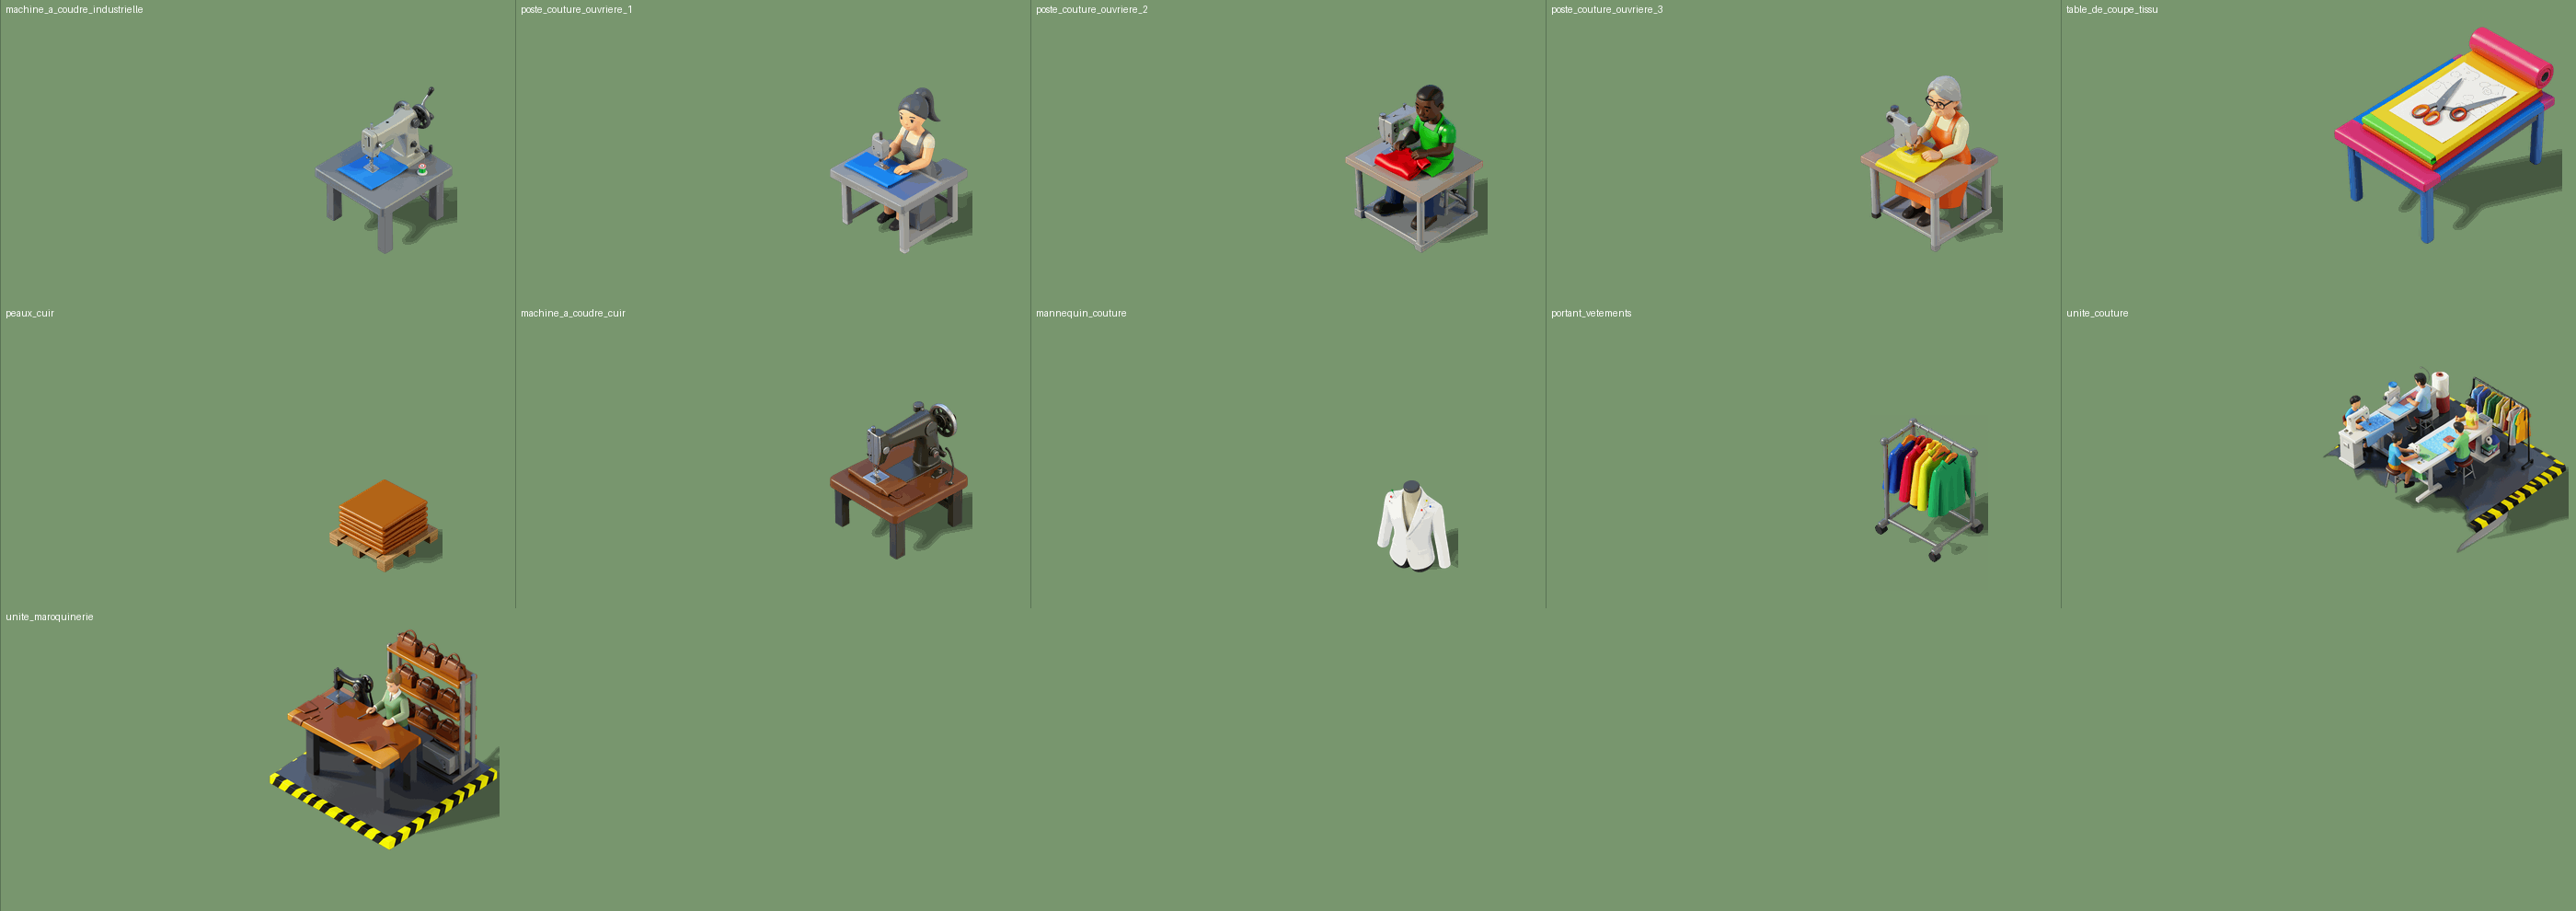 machine_a_coudre_industrielle
poste_couture_ouvriere_1
poste_couture_ouvriere_2
poste_couture_ouvriere_3
table_de_coupe_tissu
peaux_cuir
machine_a_coudre_cuir
mannequin_couture
portant_vetements
unite_couture
unite_maroquinerie